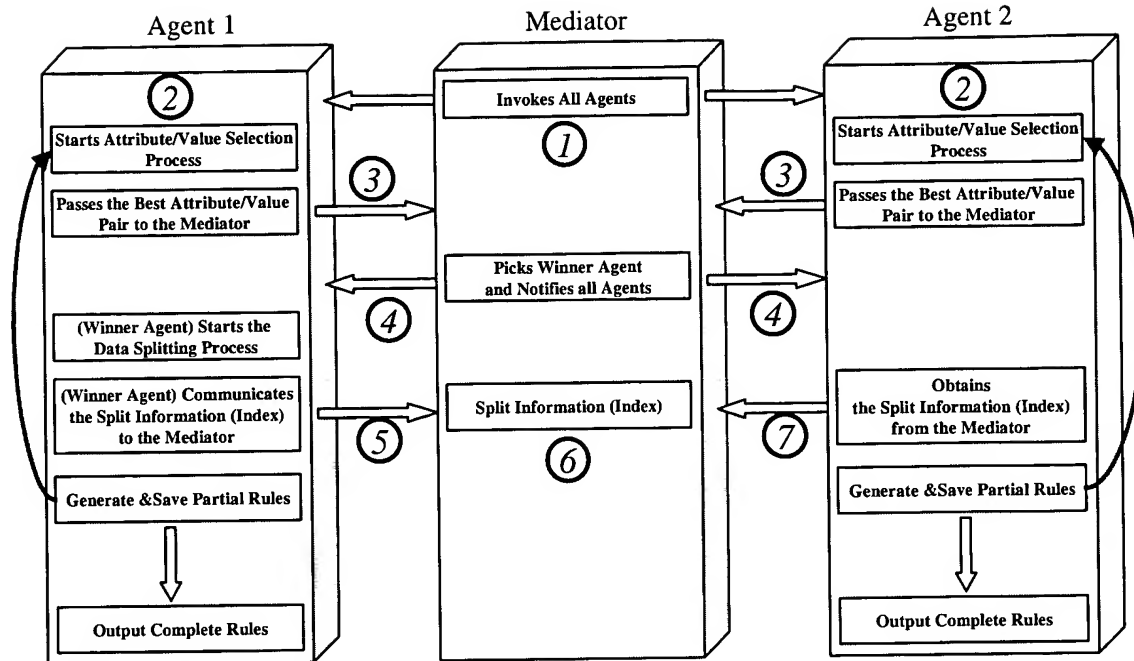 Agent 1
Mediator
Agent 2
2
Invokes All Agents
2
Starts Attribute/Value Selection
Process
1
Starts Attribute/Value Selection
Process
3
3
Passes the Best Attribute/Value
Pair to the Mediator
Passes the Best Attribute/Value
Pair to the Mediator
Picks Winner Agent
and Notifies all Agents
4
4
(Winner Agent) Starts the
Data Splitting Process
(Winner Agent) Communicates
the Split Information (Index)
to the Mediator
Split Information (Index)
Obtains
the Split Information (Index)
from the Mediator
5
6
7
Generate &Save Partial Rules
Generate &Save Partial Rules
Output Complete Rules
Output Complete Rules